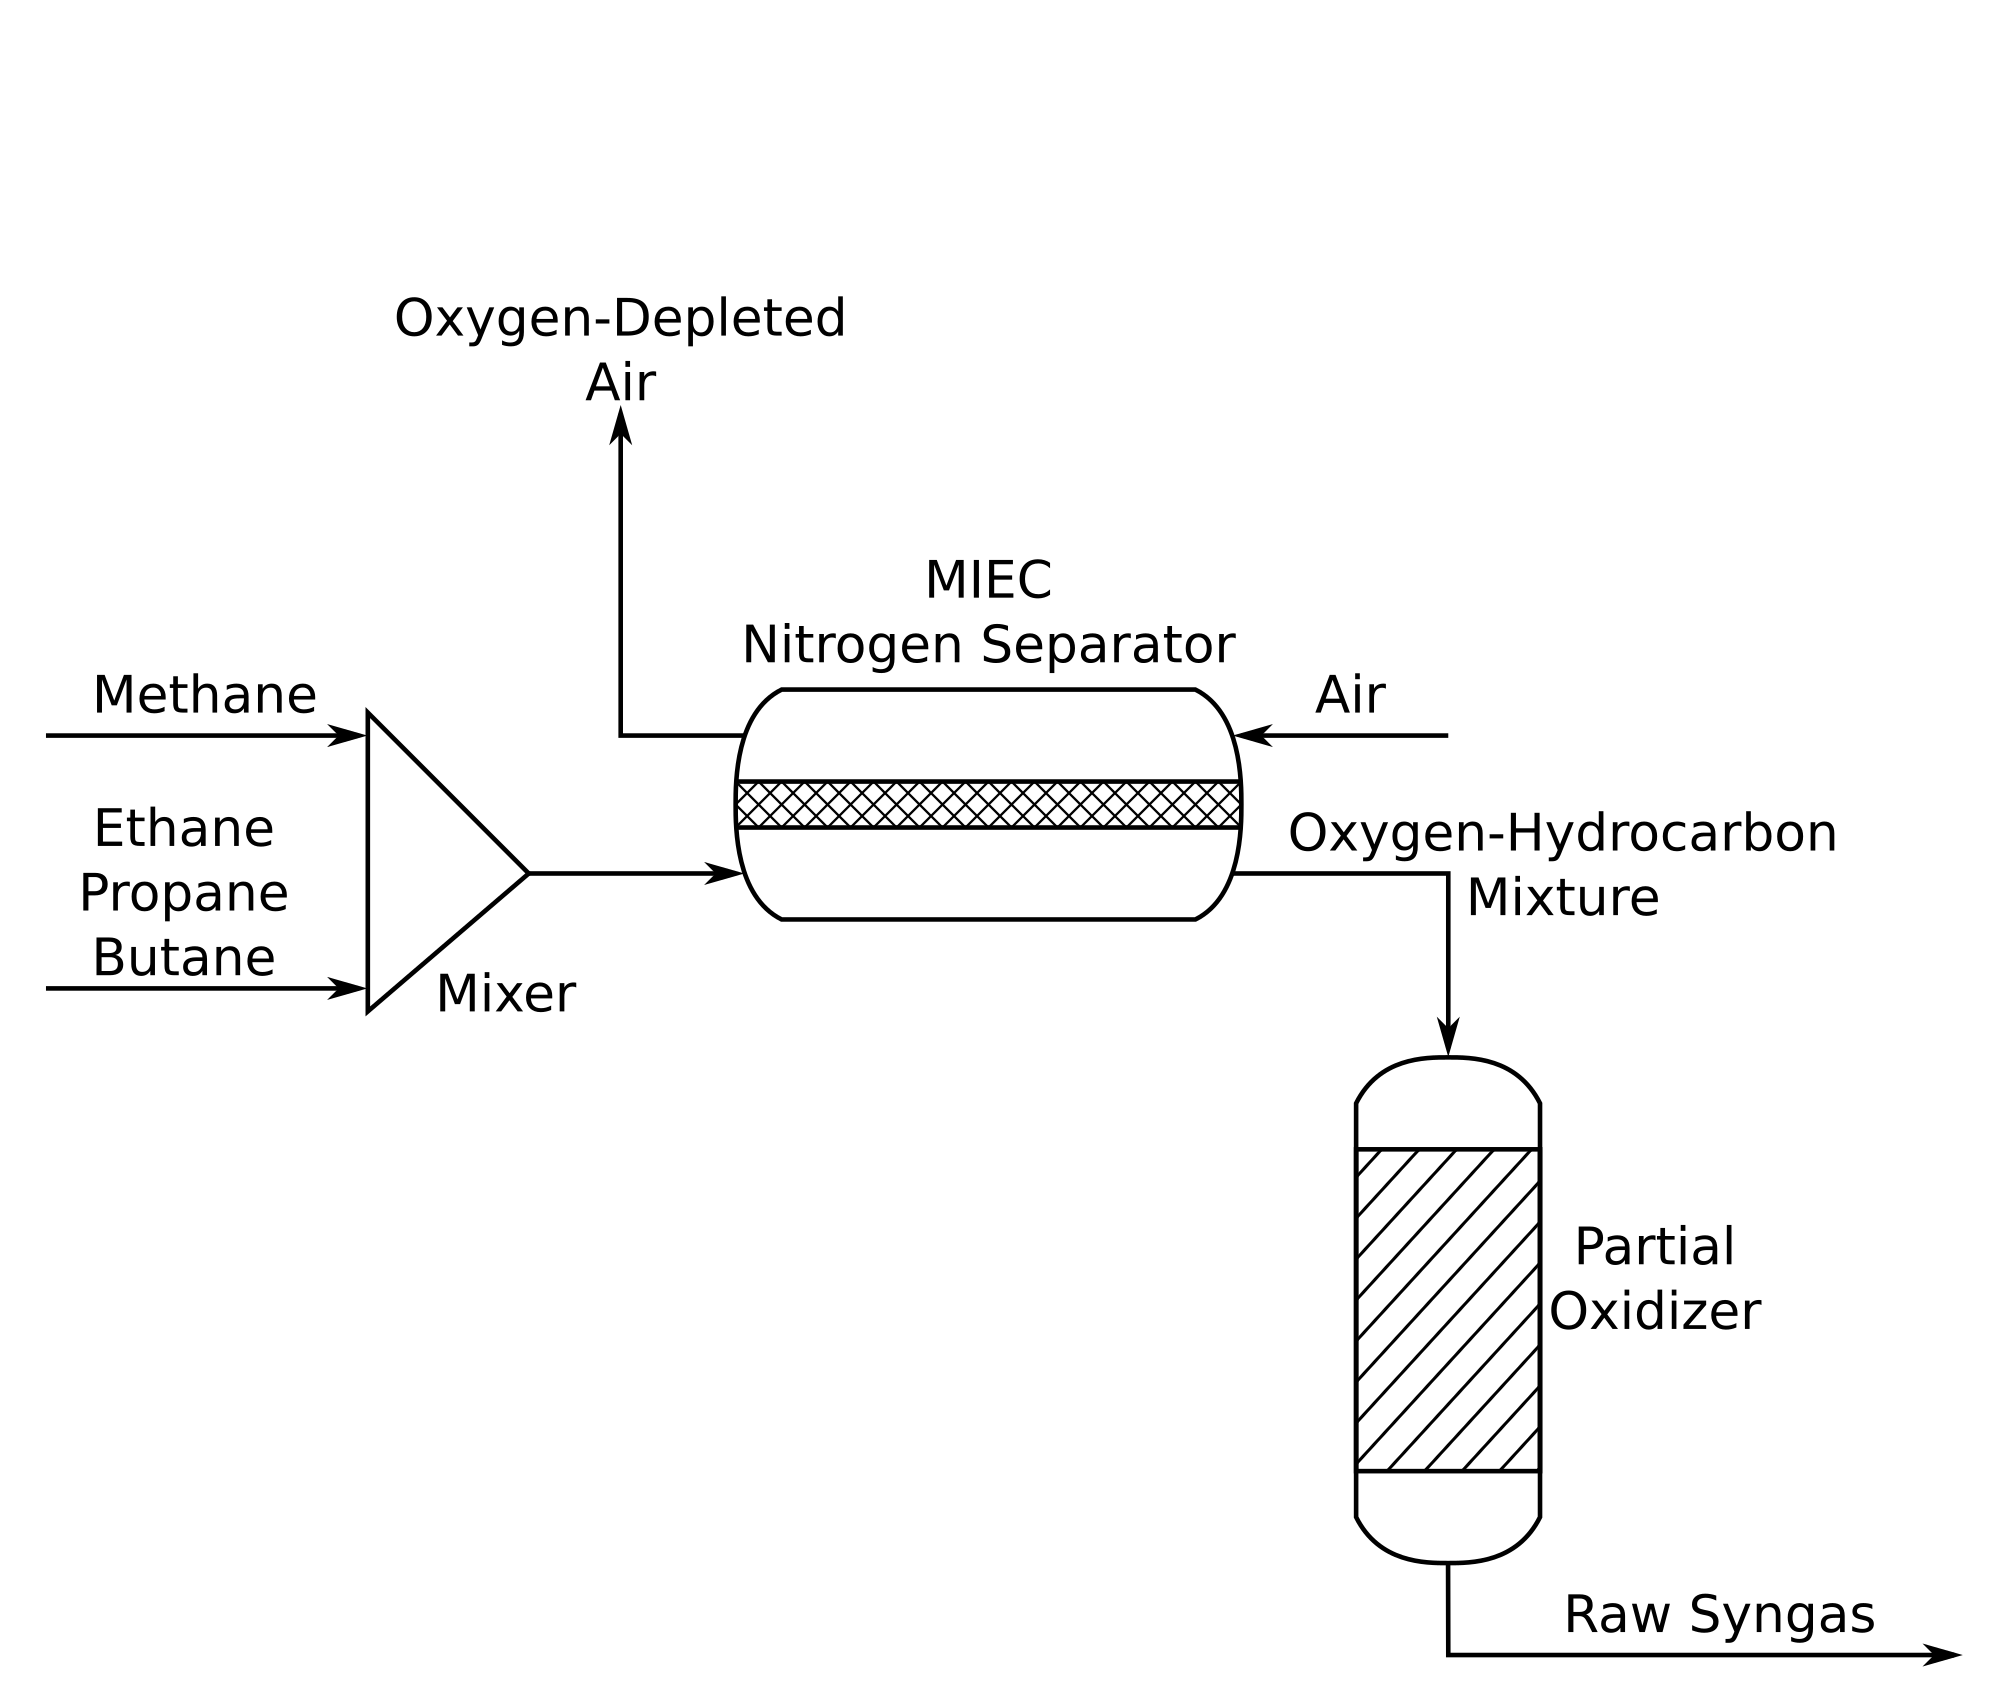 Oxygen-Depleted
Air
MIEC
Nitrogen Separator
Methane
Air
Ethane
Propane
Butane
Oxygen-Hydrocarbon
Mixture
Mixer
Partial
Oxidizer
Raw Syngas